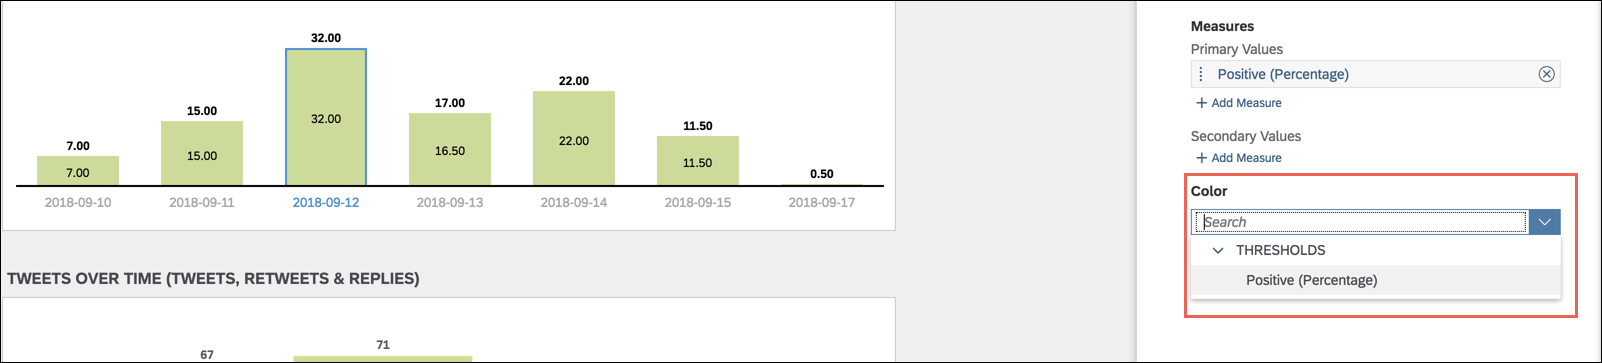 32.00
32.00
22.00
22.00
17.00
16.50
15.00
15.00
11.50
11.50
7.00
7.00
0.50
2018-09-10 2018-09-11 2018-09-12 2018-09-13 2018-09-14 2018-09-15 2018-09-17
TWEETS OVER TIME (TWEETS, RETWEETS & REPLIES)
67 71
Measures
Primary Values
Positive (Percentage)
+ Add Measure
Secondary Values
+ Add Measure
Color
Search
THRESHOLDS
Positive (Percentage)